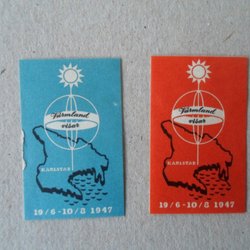 Värmland
visar
KARLSTAD
19/6-10/8 1947
Värmland
visar
KARLSTAD
19/6-10/8 1947